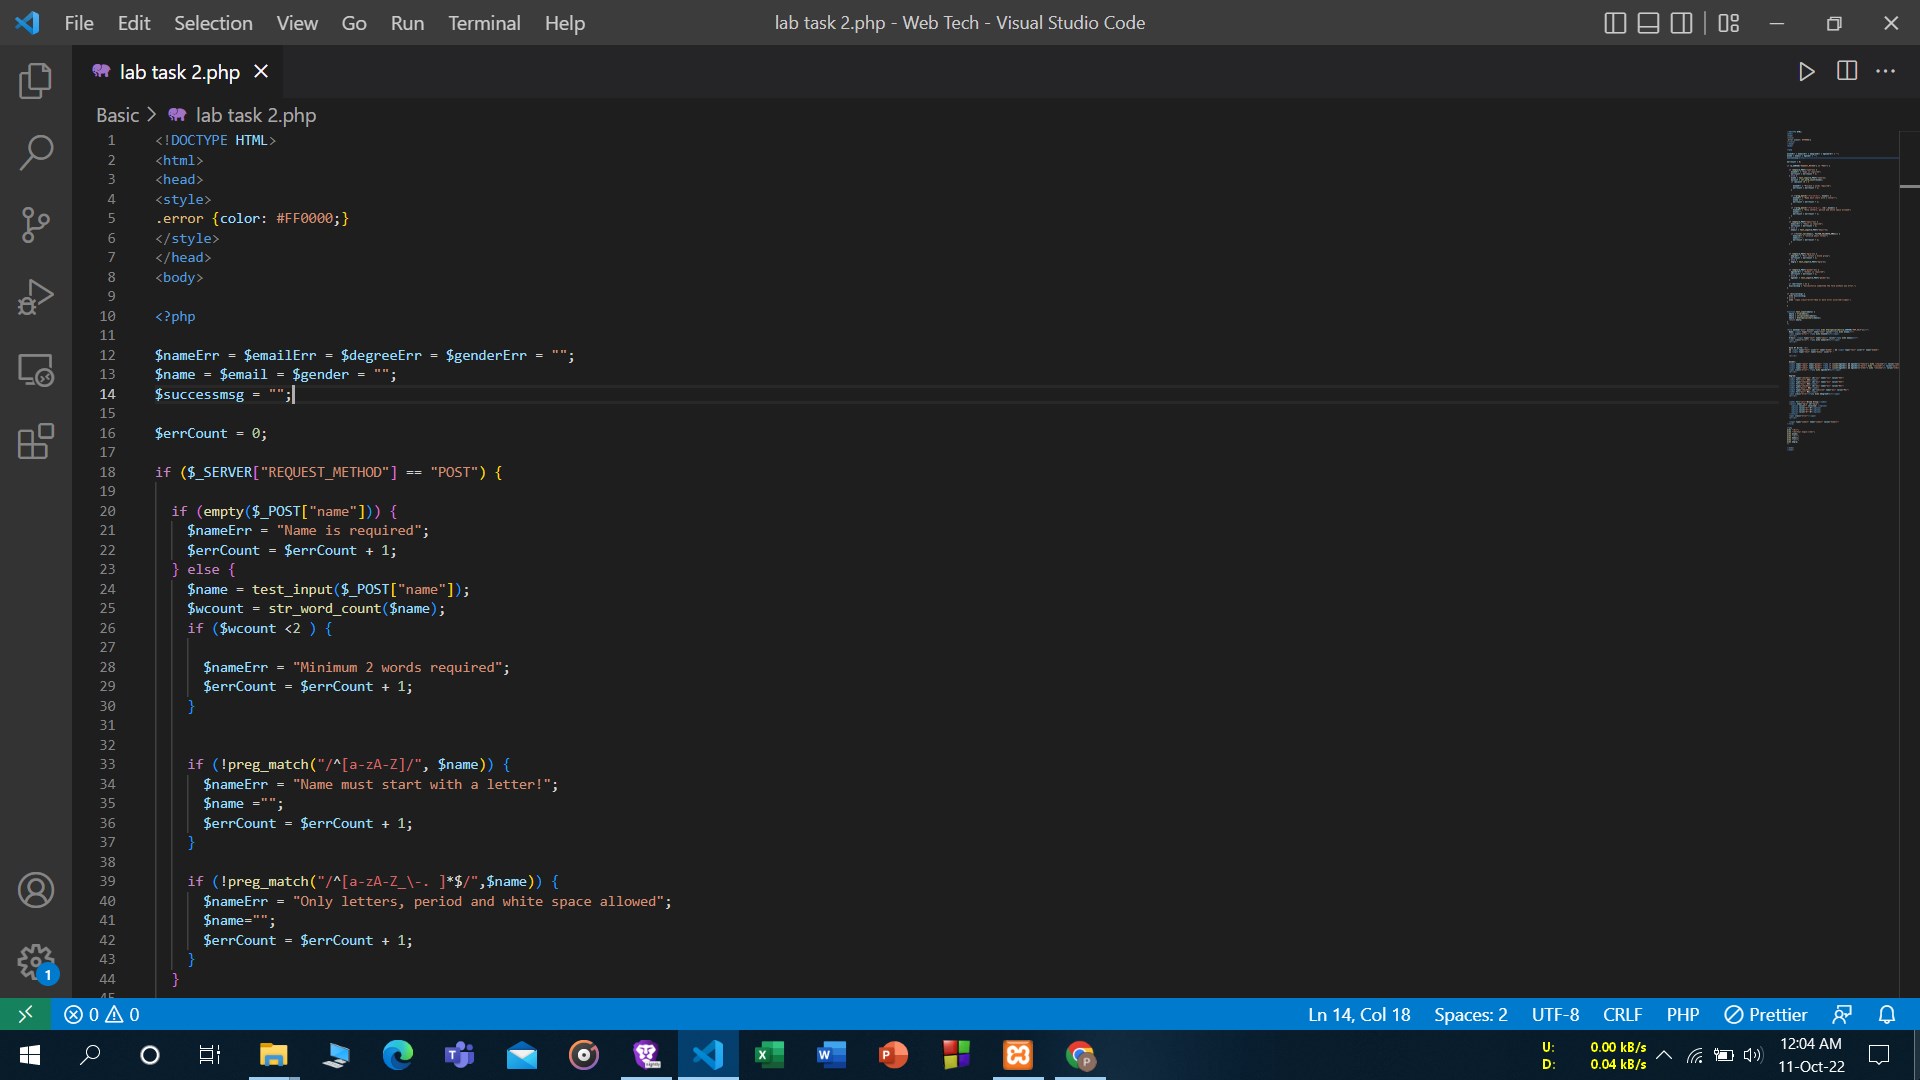 File Edit Selection View Go Run Terminal Help lab task 2.php - Web Tech - Visual Studio Code
lab task 2.php
Basic > lab task 2.php
1 <!DOCTYPE HTML>
2 <html>
3 <head>
4 <style>
5 .error {color: #FF0000;}
6 </style>
7 </head>
8 <body>
9
10 <?php
11
12 $nameErr = $emailErr = $degreeErr = $genderErr = "";
13 $name = $email = $gender = "";
14 $successmsg = "";
15
16 $errCount = 0;
17
18 if ($_SERVER["REQUEST_METHOD"] == "POST") {
19
20 if (empty($_POST["name"])) {
21 $nameErr = "Name is required";
22 $errCount = $errCount + 1;
23 } else {
24 $name = test_input($_POST["name"]);
25 $wcount = str_word_count($name);
26 if ($wcount <2 ) {
27
28 $nameErr = "Minimum 2 words required";
29 $errCount = $errCount + 1;
30 }
31
32
33 if (!preg_match("/^[a-zA-Z]/", $name)) {
34 $nameErr = "Name must start with a letter!";
35 $name ="";
36 $errCount = $errCount + 1;
37 }
38
39 if (!preg_match("/^[a-zA-Z_\-. ]*$/",$name)) {
40 $nameErr = "Only letters, period and white space allowed";
41 $name="";
42 $errCount = $errCount + 1;
43 }
44 }
45
1
0 0 Ln 14, Col 18 Spaces: 2 UTF-8 CRLF PHP Prettier
U: 0.00 kB/s
D: 0.04 kB/s
12:04 AM
11-Oct-22